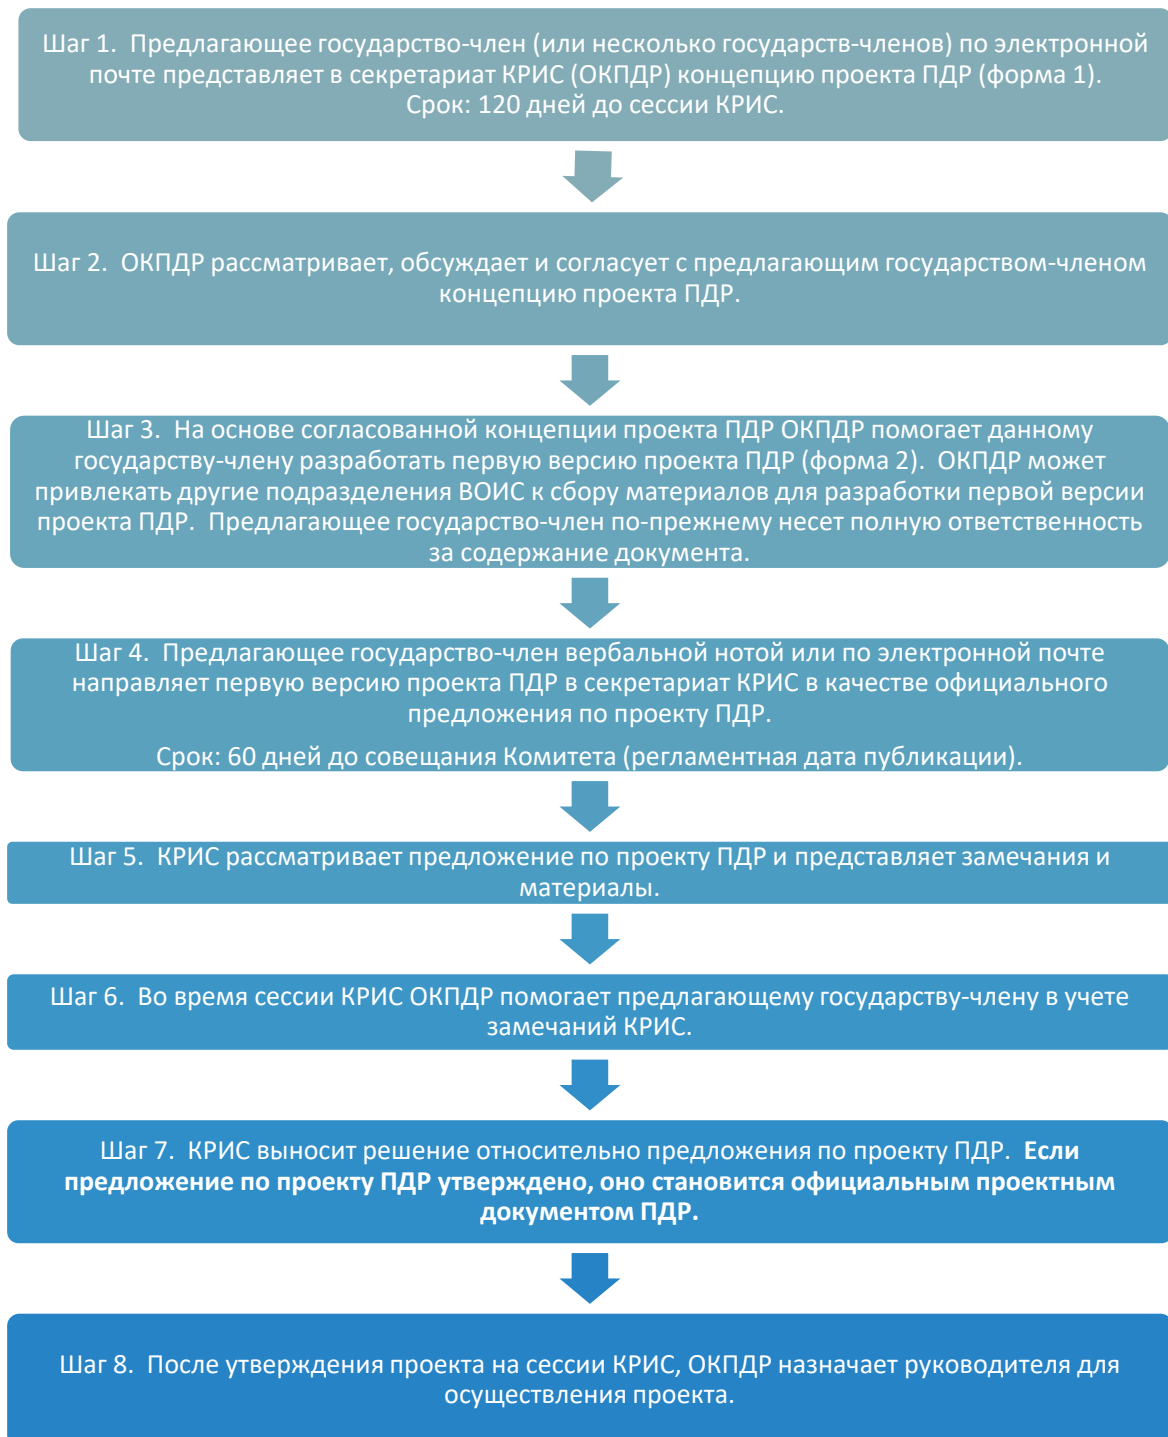 Шаг 1.  Предлагающее государство-член (или несколько государств-членов) по электронной
почте представляет в секретариат КРИС (ОКПДР) концепцию проекта ПДР (форма 1).
Срок: 120 дней до сессии КРИС.
Шаг 2.  ОКПДР рассматривает, обсуждает и согласует с предлагающим государством-членом
концепцию проекта ПДР.
Шаг 3.  На основе согласованной концепции проекта ПДР ОКПДР помогает данному
государству-члену разработать первую версию проекта ПДР (форма 2).  ОКПДР может
привлекать другие подразделения ВОИС к сбору материалов для разработки первой версии
проекта ПДР.  Предлагающее государство-член по-прежнему несет полную ответственность
за содержание документа.
Шаг 4.  Предлагающее государство-член вербальной нотой или по электронной почте
направляет первую версию проекта ПДР в секретариат КРИС в качестве официального
предложения по проекту ПДР.
Срок: 60 дней до совещания Комитета (регламентная дата публикации).
Шаг 5.  КРИС рассматривает предложение по проекту ПДР и представляет замечания и
материалы.
Шаг 6.  Во время сессии КРИС ОКПДР помогает предлагающему государству-члену в учете
замечаний КРИС.
Шаг 7.  КРИС выносит решение относительно предложения по проекту ПДР.  Если
предложение по проекту ПДР утверждено, оно становится официальным проектным
документом ПДР.
Шаг 8.  После утверждения проекта на сессии КРИС, ОКПДР назначает руководителя для
осуществления проекта.